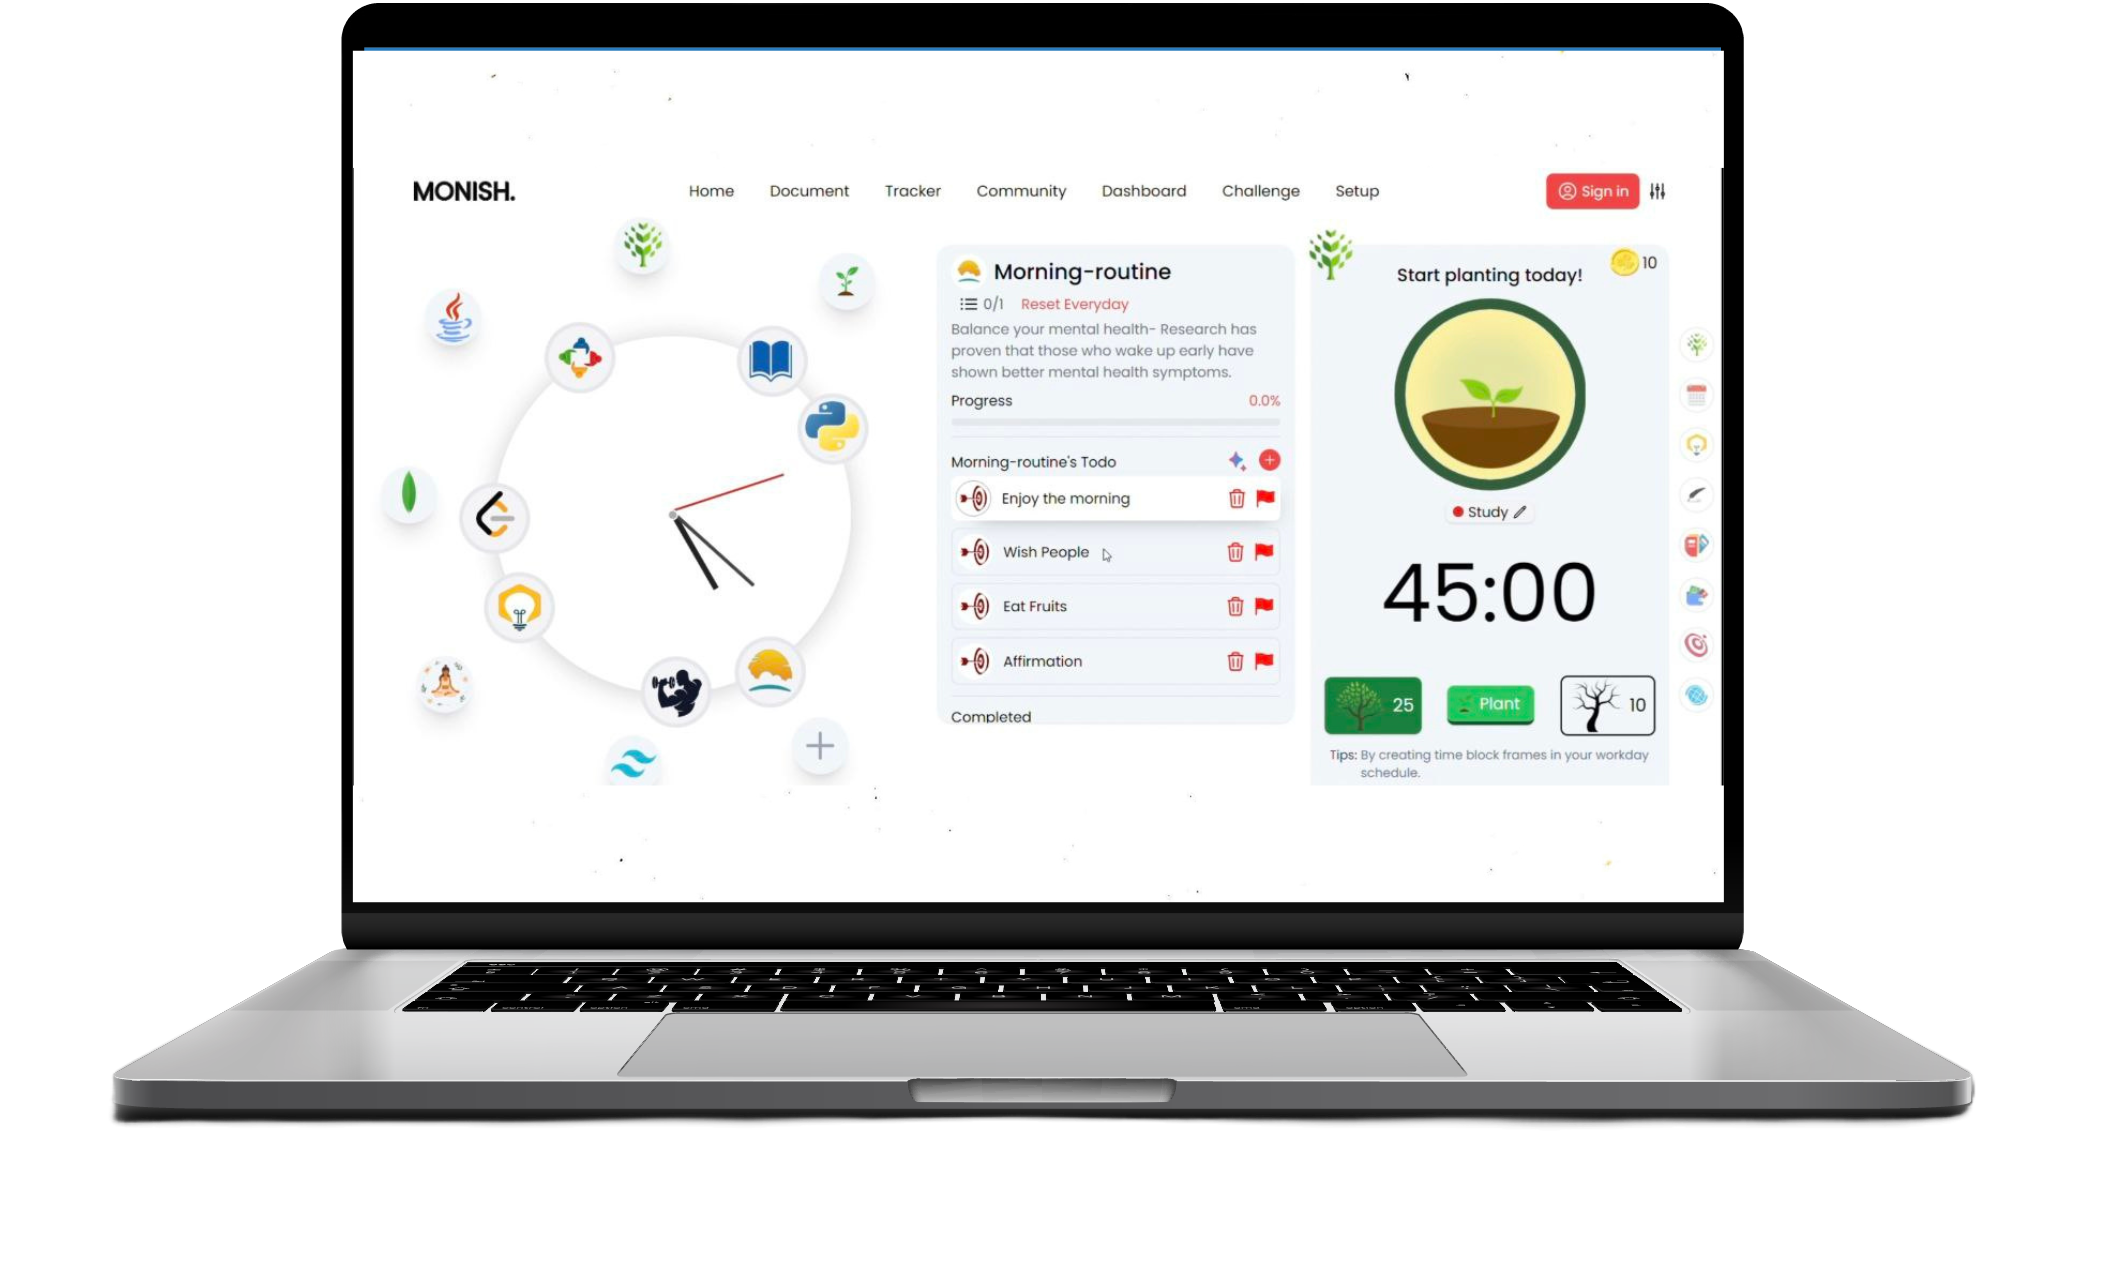 MONISH.
Home Document Tracker Community Dashboard Challenge Setup
Sign in
Morning-routine
0/1 Reset Everyday
Balance your mental health- Research has
proven that those who wake up early have
shown better mental health symptoms.
Progress 0.0%
Morning-routine's Todo
Enjoy the morning
Wish People
Eat Fruits
Affirmation
Completed
10
Start planting today!
Study
45:00
25
Plant
10
Tips: By creating time block frames in your workday
schedule.